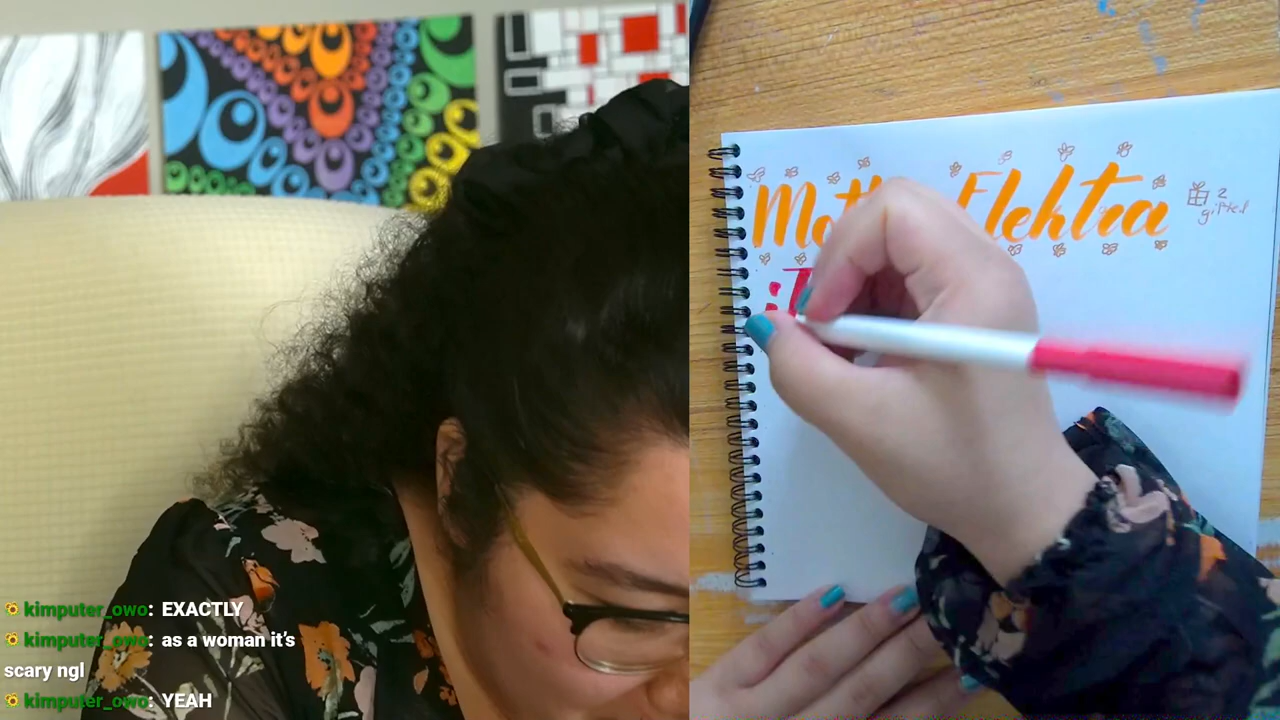 Elektra
2
gifted
kimputer_owo: EXACTLY
kimputer_owo: as a woman it's
scary ngl
kimputer_owo: YEAH